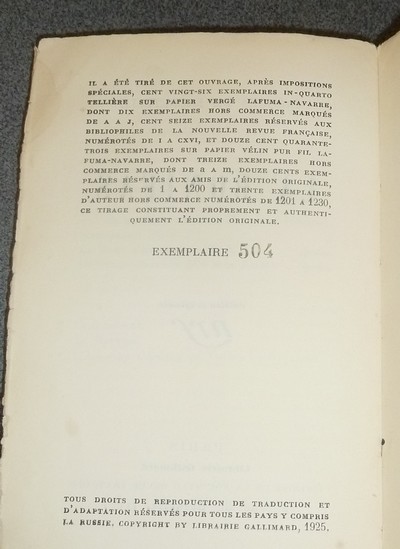 IL A ÉTÉ TIRÉ DE CET OUVRAGE, APRÈS IMPOSITIONS
SPÉCIALES, CENT VINGT-SIX EXEMPLAIRES IN-QUARTO
TELLIÈRE SUR PAPIER VERGÉ LAFUMA-NAVARRE,
DONT DIX EXEMPLAIRES HORS COMMERCE MARQUÉS
DE A A J, CENT SEIZE EXEMPLAIRES RÉSERVÉS AUX
BIBLIOPHILES DE LA NOUVELLE REVUE FRANÇAISE,
NUMÉROTÉS DE I A CXVI, ET DOUZE CENT QUARANTE-
TROIS EXEMPLAIRES SUR PAPIER VÉLIN PUR FIL LA-
FUMA-NAVARRE, DONT TREIZE EXEMPLAIRES HORS
COMMERCE MARQUÉS DE a A m, DOUZE CENTS EXEM-
PLAIRES RÉSERVÉS AUX AMIS DE L'ÉDITION ORIGINALE,
NUMÉROTÉS DE 1 A 1200 ET TRENTE EXEMPLAIRES
D'AUTEUR HORS COMMERCE NUMÉROTÉS DE 1201 A 1230,
CE TIRAGE CONSTITUANT PROPREMENT ET AUTHENTI-
QUEMENT L'ÉDITION ORIGINALE.
EXEMPLAIRE 504
TOUS DROITS DE REPRODUCTION DE TRADUCTION ET
D'ADAPTATION RÉSERVÉS POUR TOUS LES PAYS Y COMPRIS
LA RUSSIE. COPYRIGHT BY LIBRAIRIE GALLIMARD, 1925.